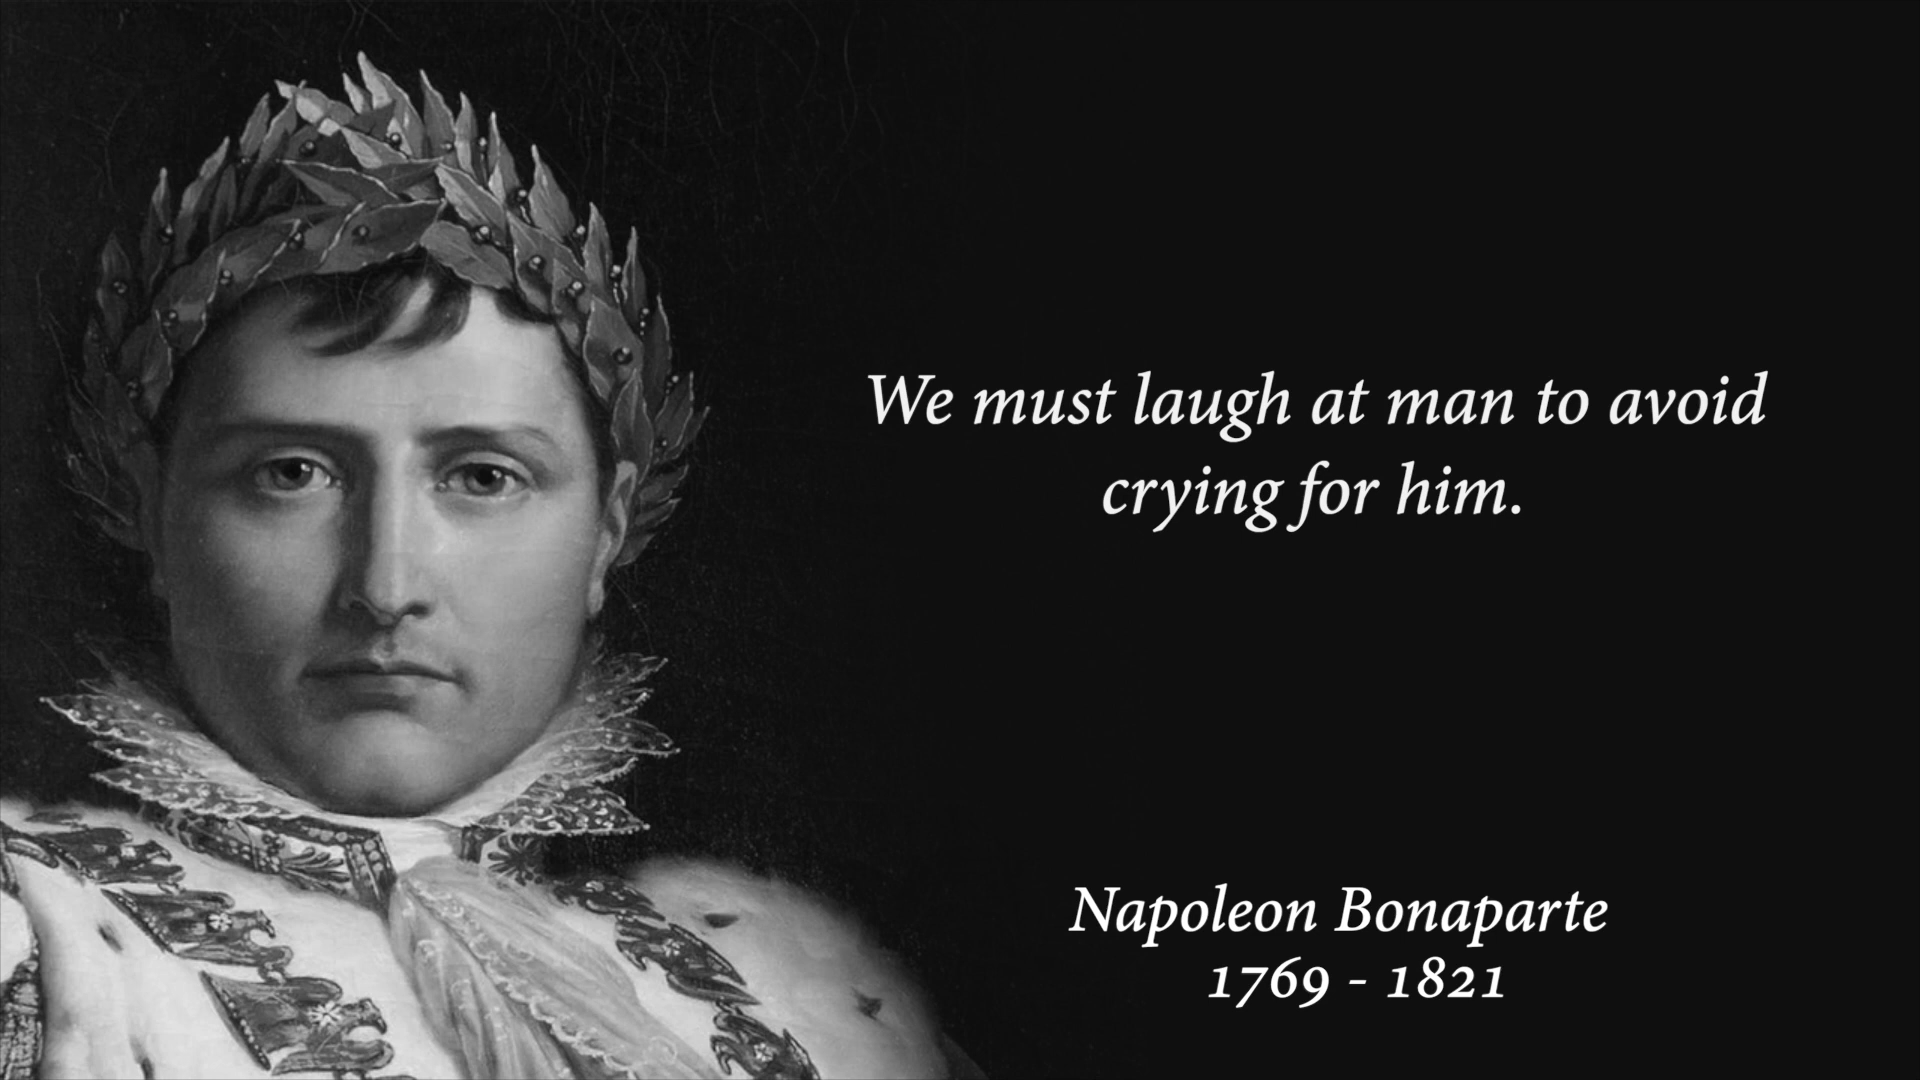 We must laugh at man to avoid
crying for him.
Napoleon Bonaparte
1769 - 1821